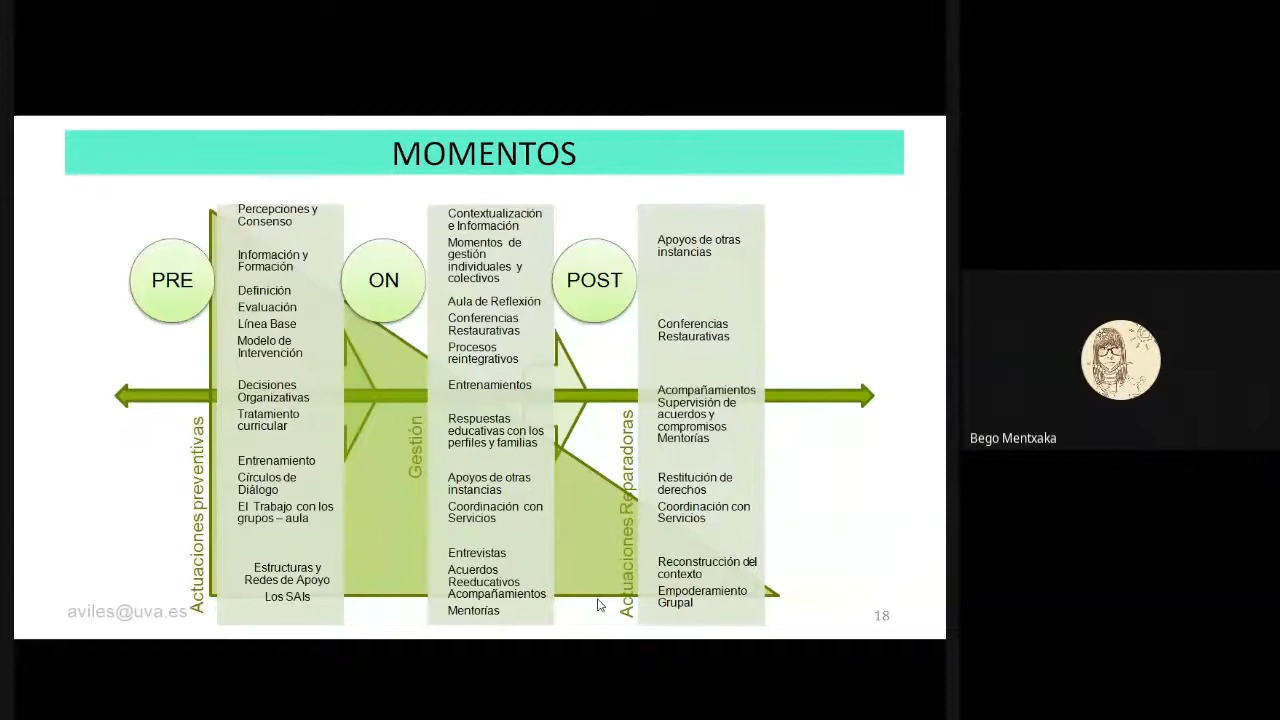 MOMENTOS
PRE
Actuaciones preventivas
Percepciones y
Consenso
Información y
Formación
Definición
Evaluación
Línea Base
Modelo de
Intervención
Decisiones
Organizativas
Tratamiento
curricular
Entrenamiento
Círculos de
Diálogo
El Trabajo con los
grupos – aula
Estructuras y
Redes de Apoyo
Los SAIs
ON
Gestión
Contextualización
e Información
Momentos de
gestión
individuales y
colectivos
Aula de Reflexión
Conferencias
Restaurativas
Procesos
reintegrativos
Entrenamientos
Respuestas
educativas con los
perfiles y familias
Apoyos de otras
instancias
Coordinación con
Servicios
Entrevistas
Acuerdos
Reeducativos
Acompañamientos
Mentorías
POST
Actuaciones Reparadoras
Apoyos de otras
instancias
Conferencias
Restaurativas
Acompañamientos
Supervisión de
acuerdos y
compromisos
Mentorías
Restitución de
derechos
Coordinación con
Servicios
Reconstrucción del
contexto
Empoderamiento
Grupal
aviles@uva.es
18
Bego Mentxaka